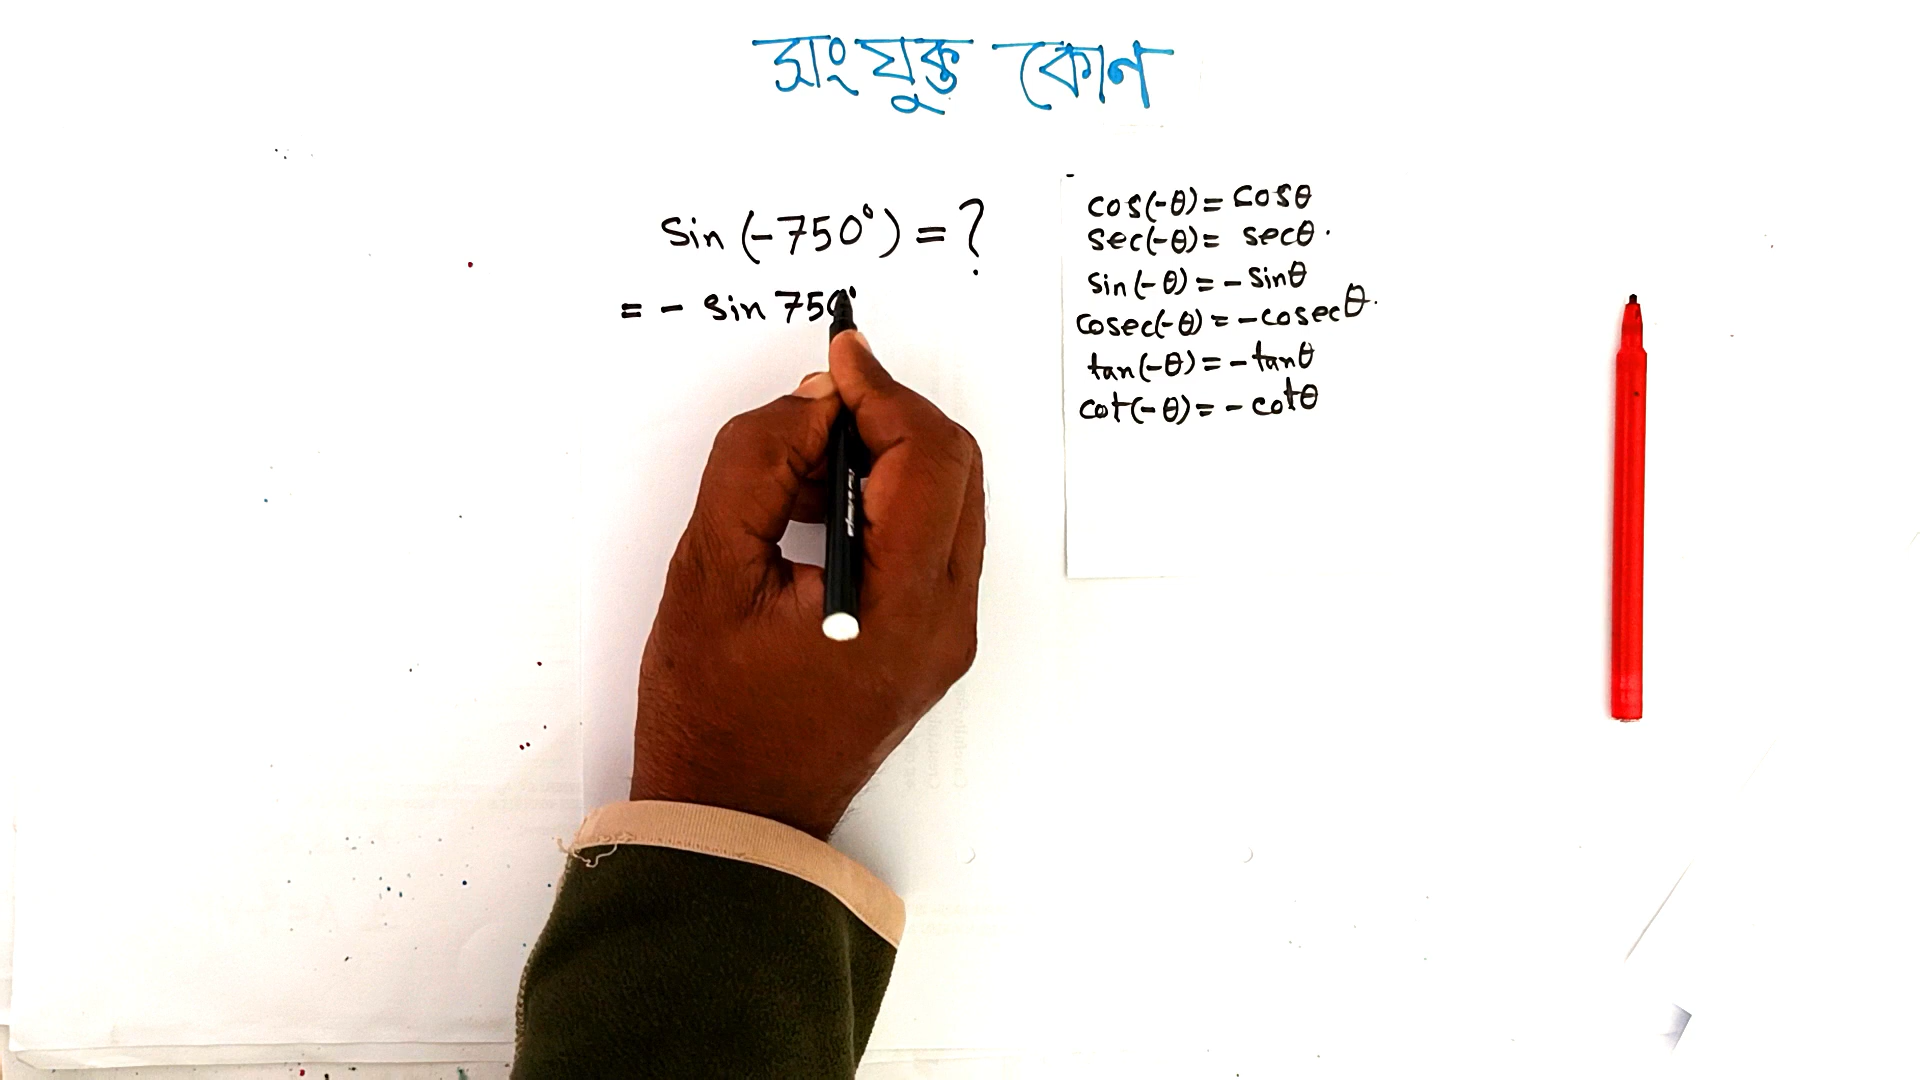 সংযুক্ত কোণ
Sin (-750°) = ?
= - Sin 750°
cos(-θ) = cosθ
sec(-θ) = secθ.
sin(-θ) = - sinθ
cosec(-θ) = -cosecθ.
tan(-θ) = -tanθ
cot(-θ) = - cotθ